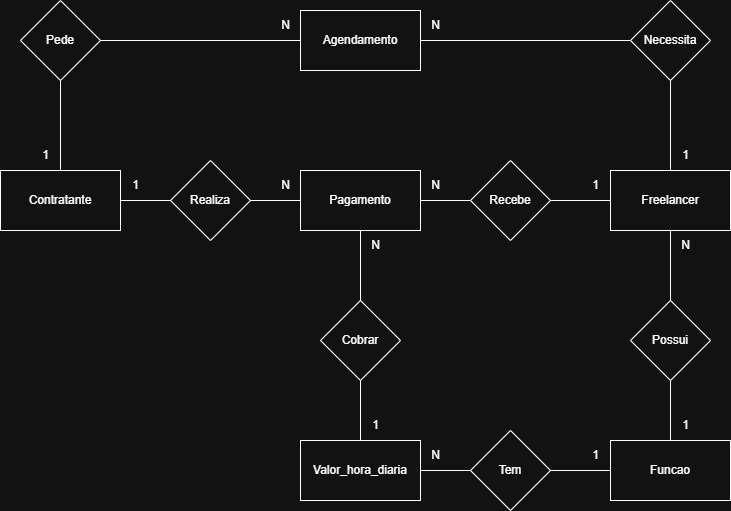 Pede
N
Agendamento
N
Necessita
1
1
Contratante
1
Realiza
N
Pagamento
N
Recebe
1
Freelancer
N
N
Cobrar
Possui
1
1
Valor_hora_diaria
N
Tem
1
Funcao